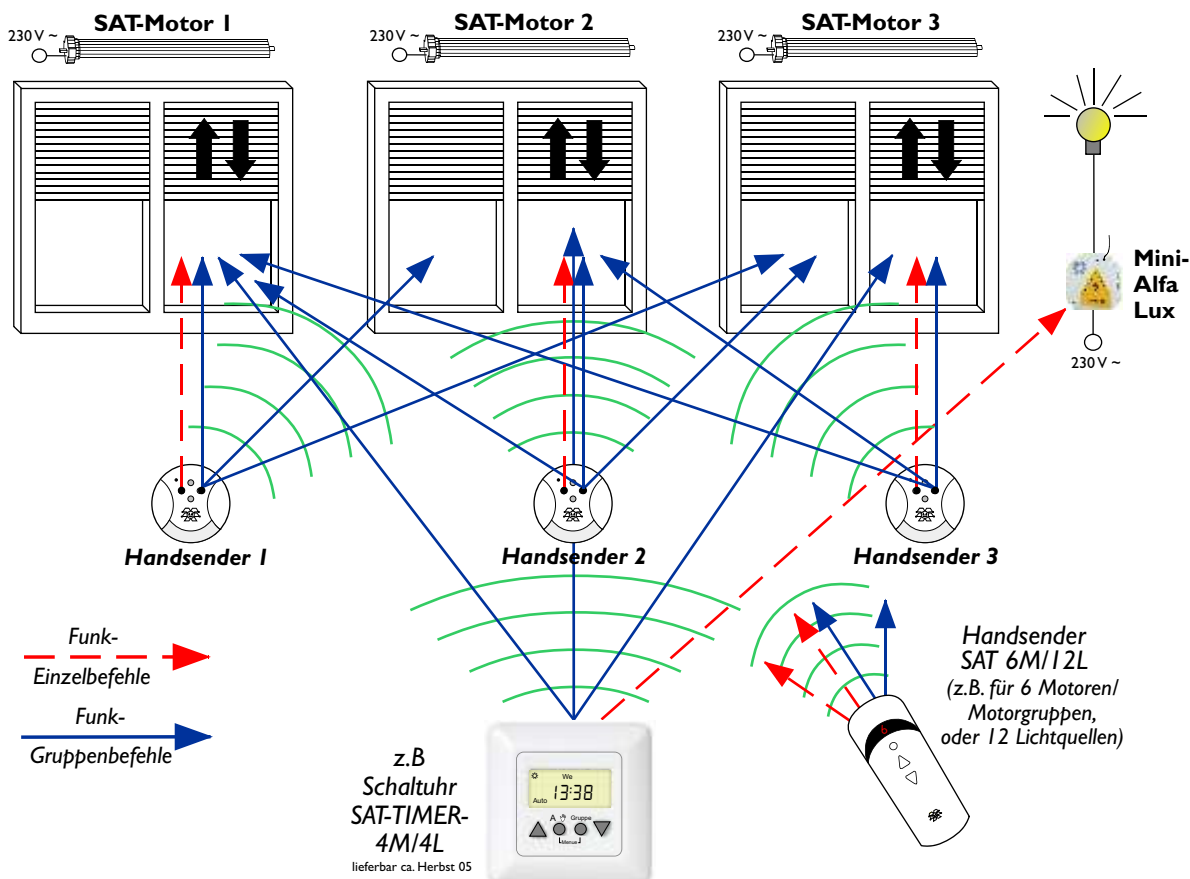 SAT-Motor 1
SAT-Motor 2
SAT-Motor 3
230 V ~
230 V ~
230 V ~
Mini-
Alfa
Lux
230 V ~
Handsender 1
Handsender 2
Handsender 3
Funk-
Einzelbefehle
Funk-
Gruppenbefehle
z.B
Schaltuhr
SAT-TIMER-
4M/4L
lieferbar ca. Herbst 05
We
Auto 13:38
A Gruppe
Menue
Handsender
SAT 6M/12L
(z.B. für 6 Motoren/
Motorgruppen,
oder 12 Lichtquellen)
6